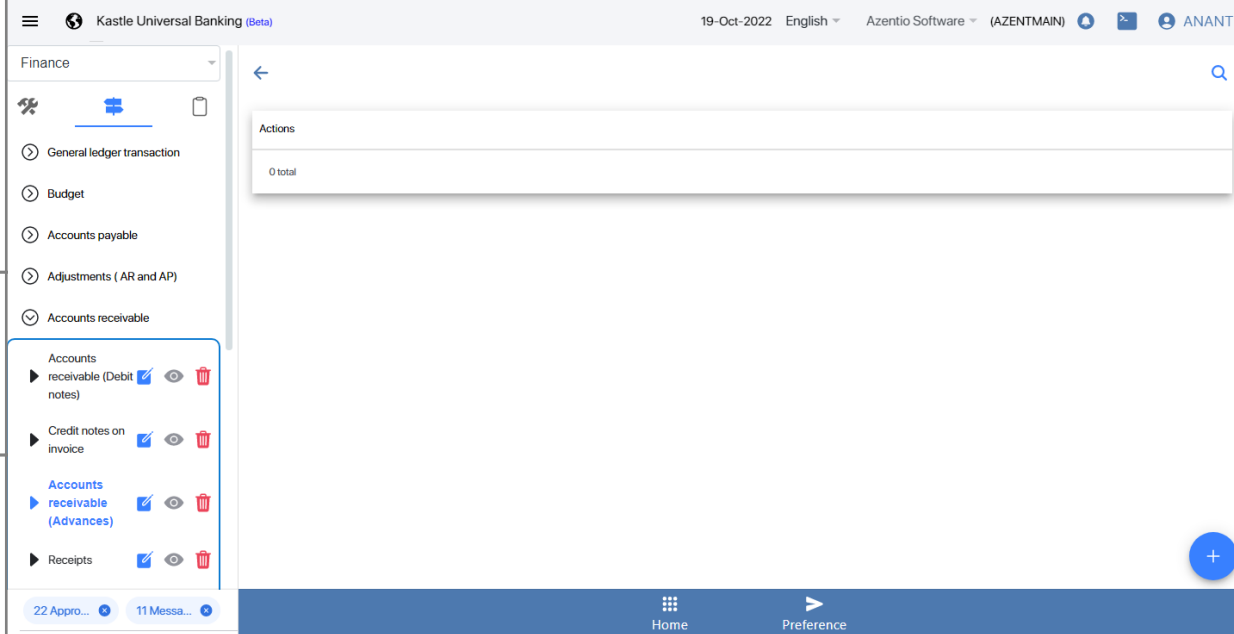 Kastle Universal Banking (Beta)
19-Oct-2022 English Azentio Software (AZENTMAIN) ANANT
Finance
General ledger transaction
Budget
Accounts payable
Adjustments ( AR and AP)
Accounts receivable
Accounts
receivable (Debit
notes)
Credit notes on
invoice
Accounts
receivable
(Advances)
Receipts
22 Appro...
11 Messa...
Actions
0 total
Home
Preference